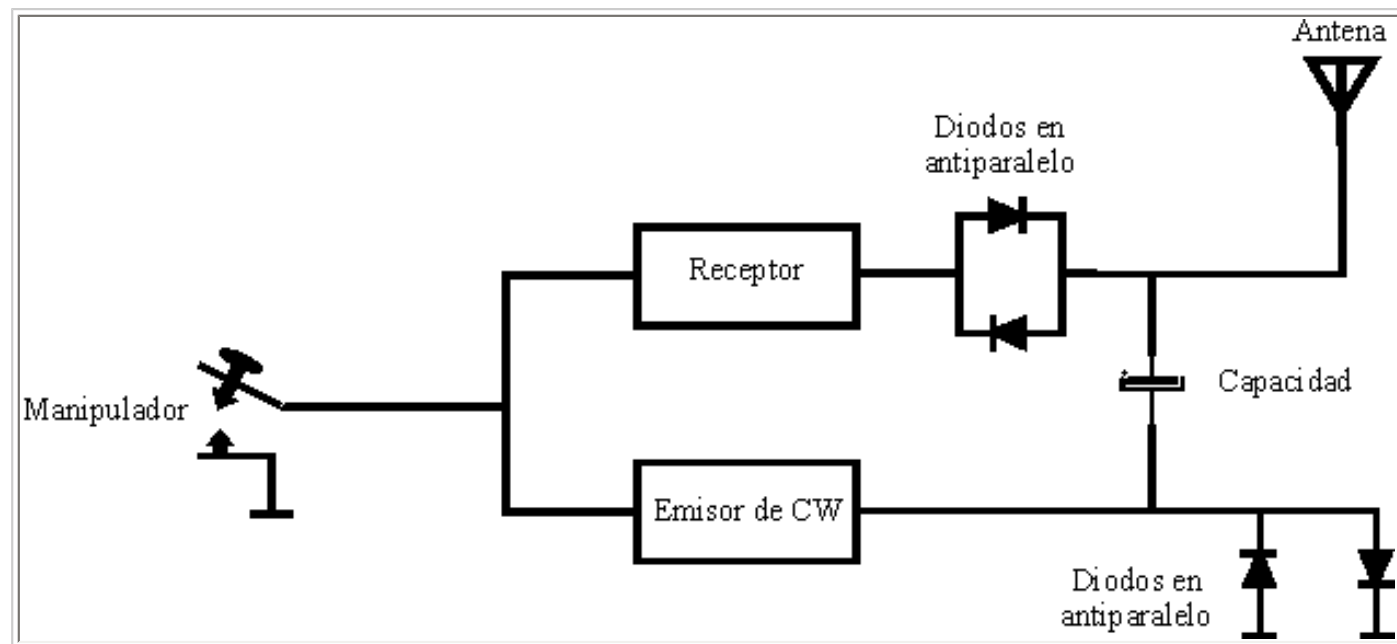 Antena
Diodos en
antiparalelo
Receptor
Capacidad
Manipulador
Emisor de CW
Diodos en
antiparalelo